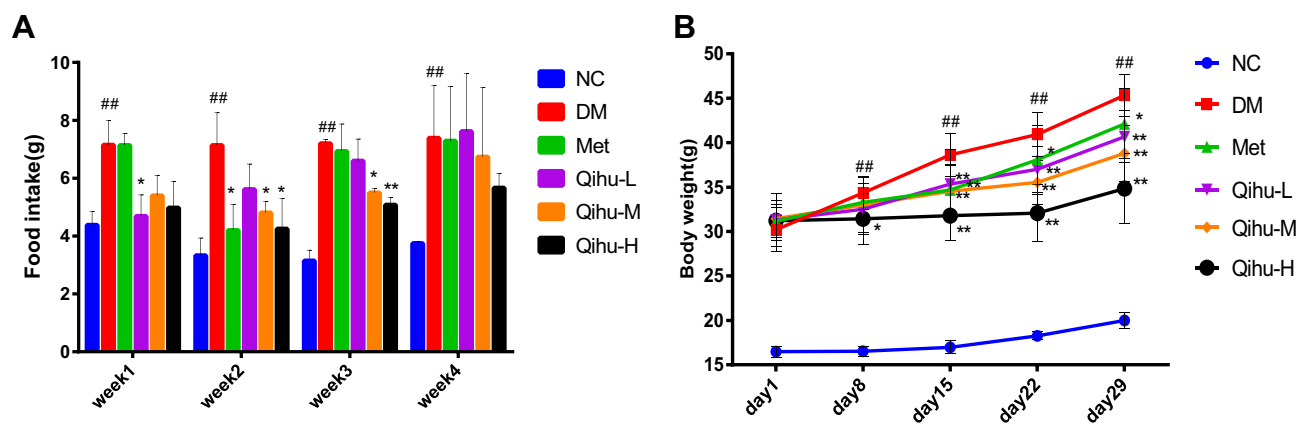 A
Food intake(g)
10
8
6
4
2
0
##
##
##
##
*
*
*
*
*
**
week1
week2
week3
week4
NC
DM
Met
Qihu-L
Qihu-M
Qihu-H
B
Body weight(g)
50
45
40
35
30
25
20
15
##
##
##
##
*
**
**
**
**
*
**
**
**
*
**
**
**
day1
day8
day15
day22
day29
NC
DM
Met
Qihu-L
Qihu-M
Qihu-H